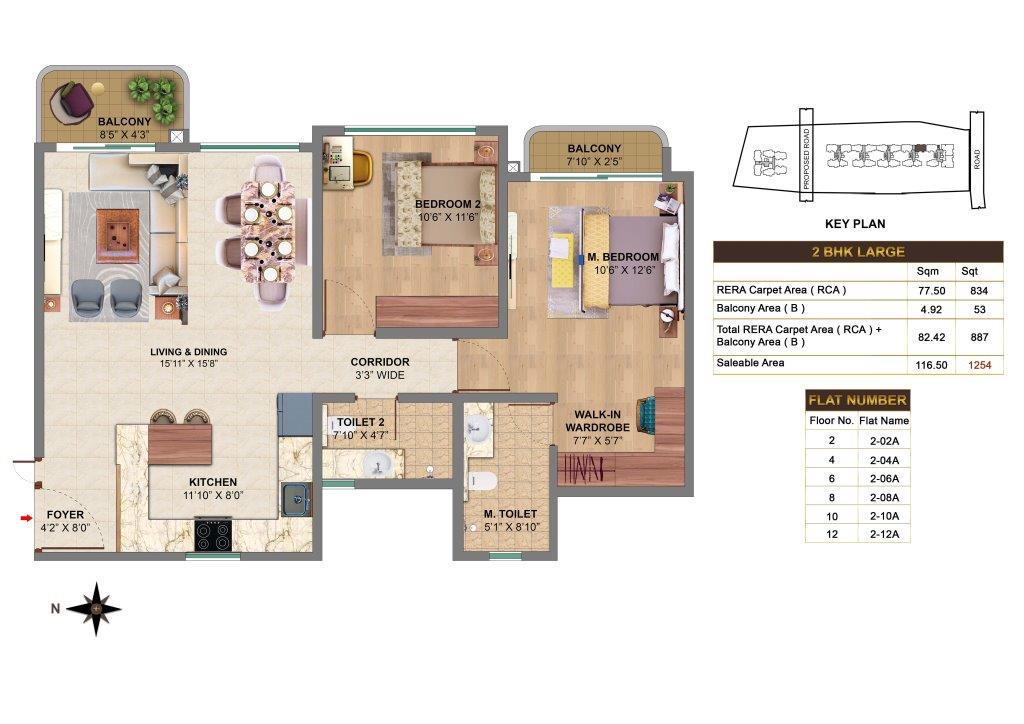 BALCONY
8'5" X 4'3"
BALCONY
7'10" X 2'5"
BEDROOM 2
10'6" X 11'6"
M. BEDROOM
10'6" X 12'6"
LIVING & DINING
15'11" X 15'8"
CORRIDOR
3'3" WIDE
TOILET 2
7'10" X 4'7"
WALK-IN
WARDROBE
7'7" X 5'7"
KITCHEN
11'10" X 8'0"
FOYER
4'2" X 8'0"
M. TOILET
5'1" X 8'10"
N
PROPOSED ROAD
ROAD
KEY PLAN
2 BHK LARGE
Sqm Sqt
RERA Carpet Area ( RCA ) 77.50 834
Balcony Area ( B ) 4.92 53
Total RERA Carpet Area ( RCA ) +
Balcony Area ( B ) 82.42 887
Saleable Area 116.50 1254
FLAT NUMBER
Floor No. Flat Name
2 2-02A
4 2-04A
6 2-06A
8 2-08A
10 2-10A
12 2-12A